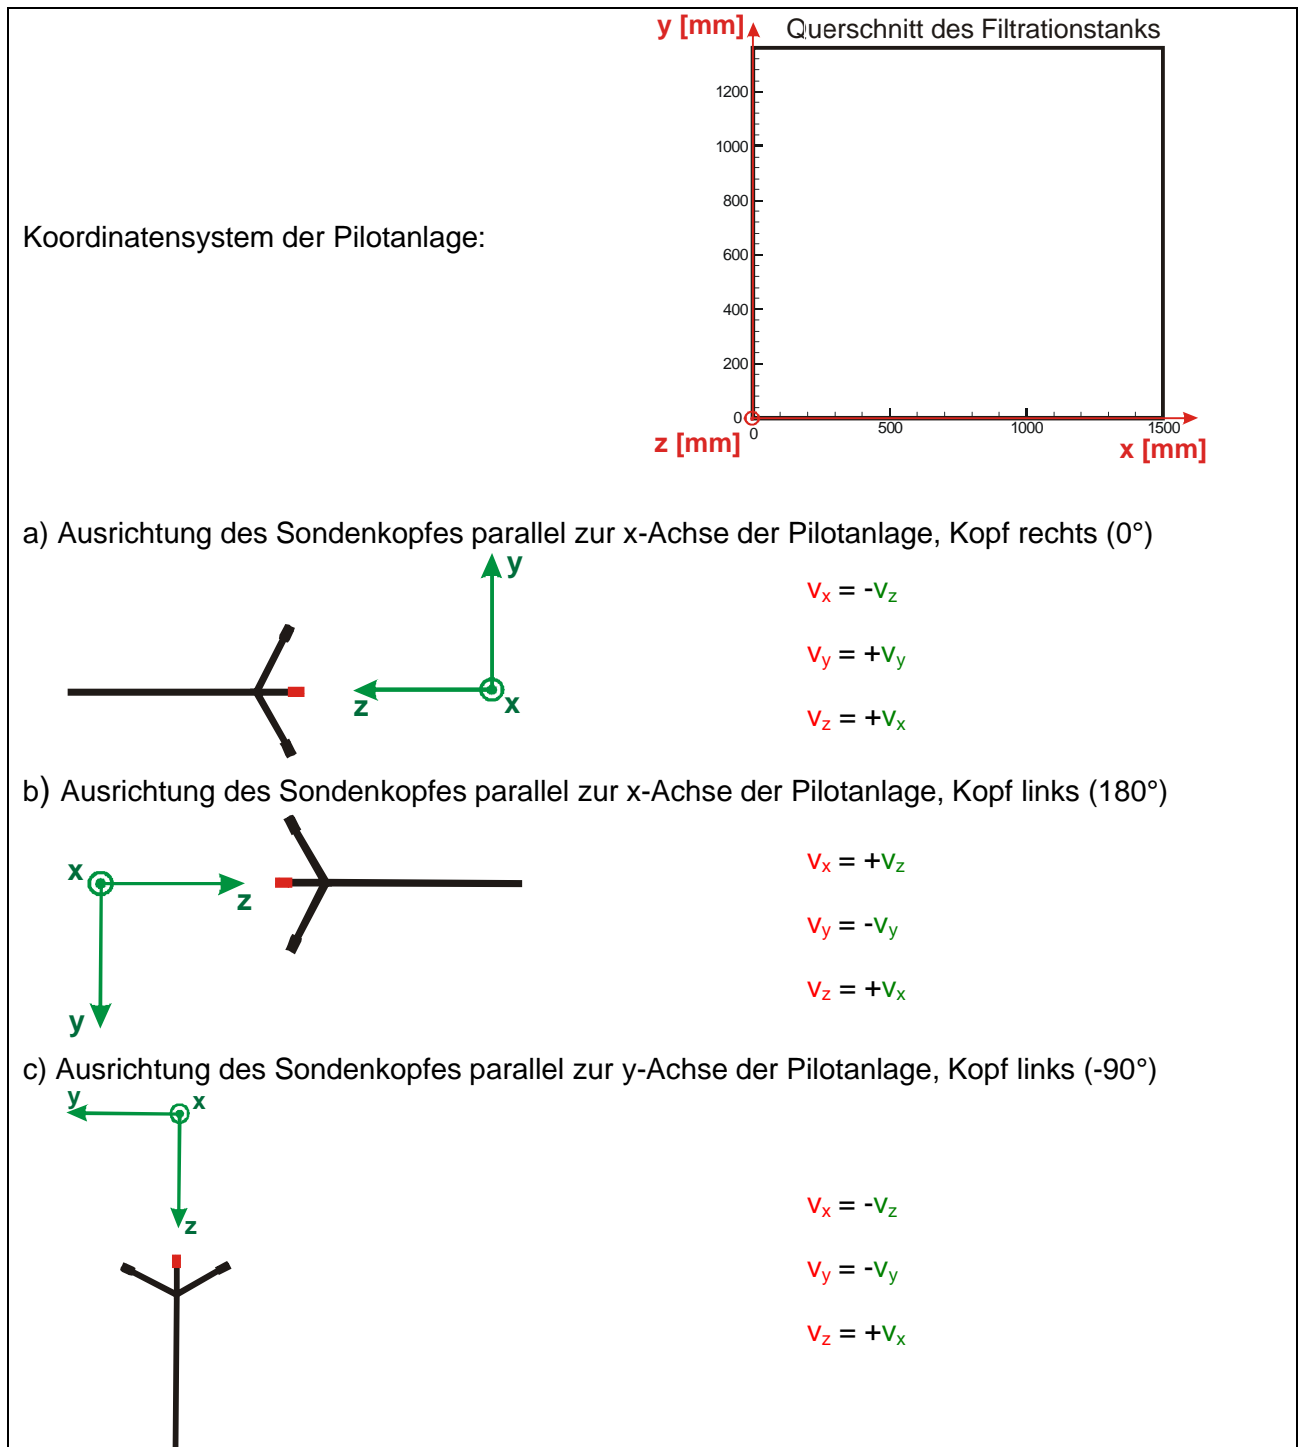 y [mm] Querschnitt des Filtrationstanks
1200
1000
800
600
400
200
0
0 500 1000 1500
z [mm] x [mm]
Koordinatensystem der Pilotanlage:
a) Ausrichtung des Sondenkopfes parallel zur x-Achse der Pilotanlage, Kopf rechts (0°)
y
z x
vx = -vz
vy = +vy
vz = +vx
b) Ausrichtung des Sondenkopfes parallel zur x-Achse der Pilotanlage, Kopf links (180°)
x
z
y
vx = +vz
vy = -vy
vz = +vx
c) Ausrichtung des Sondenkopfes parallel zur y-Achse der Pilotanlage, Kopf links (-90°)
y x
z
vx = -vz
vy = -vy
vz = +vx